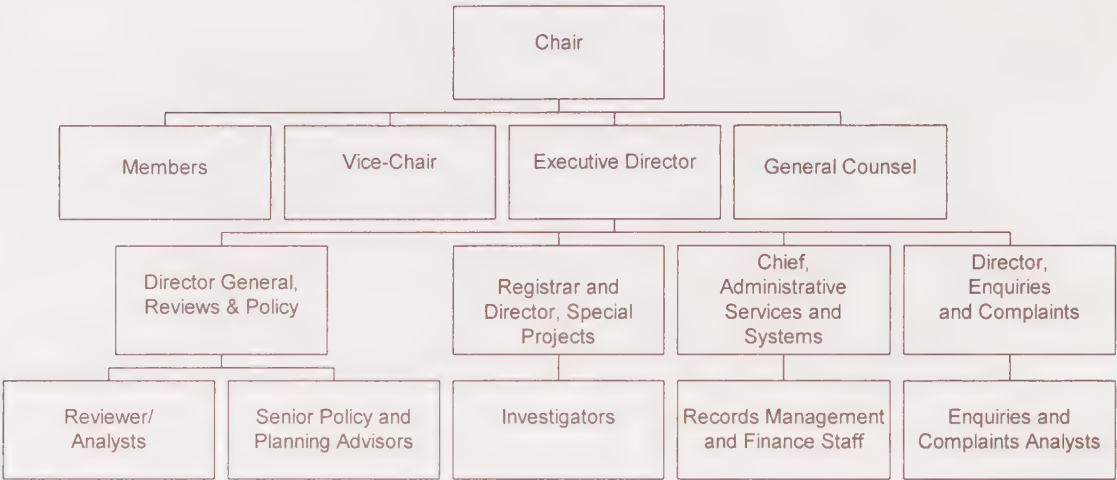 Chair
Members
Vice-Chair
Executive Director
General Counsel
Director General,
Reviews & Policy
Registrar and
Director, Special
Projects
Chief,
Administrative
Services and
Systems
Director,
Enquiries
and Complaints
Reviewer/
Analysts
Senior Policy and
Planning Advisors
Investigators
Records Management
and Finance Staff
Enquiries and
Complaints Analysts